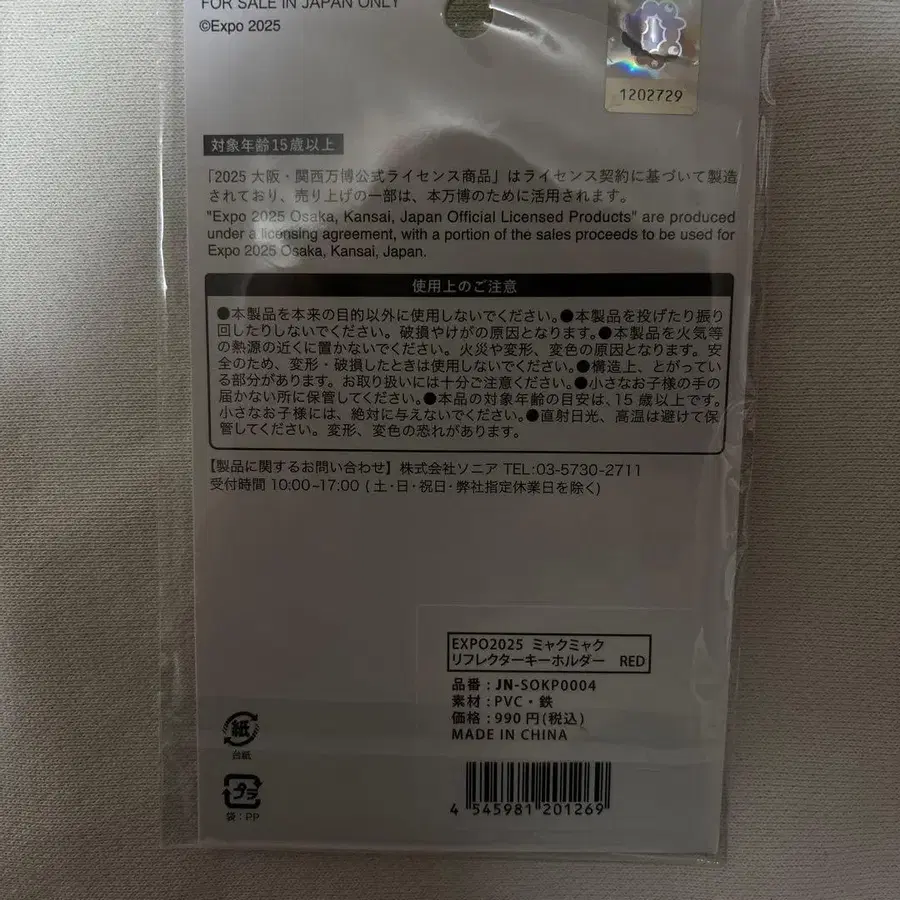 FOR SALE IN JAPAN ONLY
©Expo 2025
1202729
対象年齢15歳以上
「2025 大阪・関西万博公式ライセンス商品」はライセンス契約に基づいて製造
されており、売り上げの一部は、本万博のために活用されます。
"Expo 2025 Osaka, Kansai, Japan Official Licensed Products" are produced
under a licensing agreement, with a portion of the sales proceeds to be used for
Expo 2025 Osaka, Kansai, Japan.
使用上のご注意
●本製品を本来の目的以外に使用しないでください。●本製品を投げたり振り
回したりしないでください。破損やけがの原因となります。●本製品を火気等
の熱源の近くに置かないでください。火災や変形、変色の原因となります。安
全のため、変形・破損したときは使用しないでください。●構造上、とがってい
る部分があります。お取り扱いには十分ご注意ください。●小さなお子様の手の
届かない所に保管してください。●本品の対象年齢の目安は、15 歳以上です。
小さなお子様には、絶対に与えないでください。●直射日光、高温は避けて保
管してください。変形、変色の恐れがあります。
【製品に関するお問い合わせ】株式会社ソニア TEL:03-5730-2711
受付時間 10:00~17:00 (土・日・祝日・弊社指定休業日を除く)
EXPO2025 ミャクミャク
リフレクターキーホルダー RED
品番：JN-SOKP0004
素材：PVC・鉄
価格：990円(税込)
MADE IN CHINA
紙
台紙
プラ
袋：PP
4 545981 201269